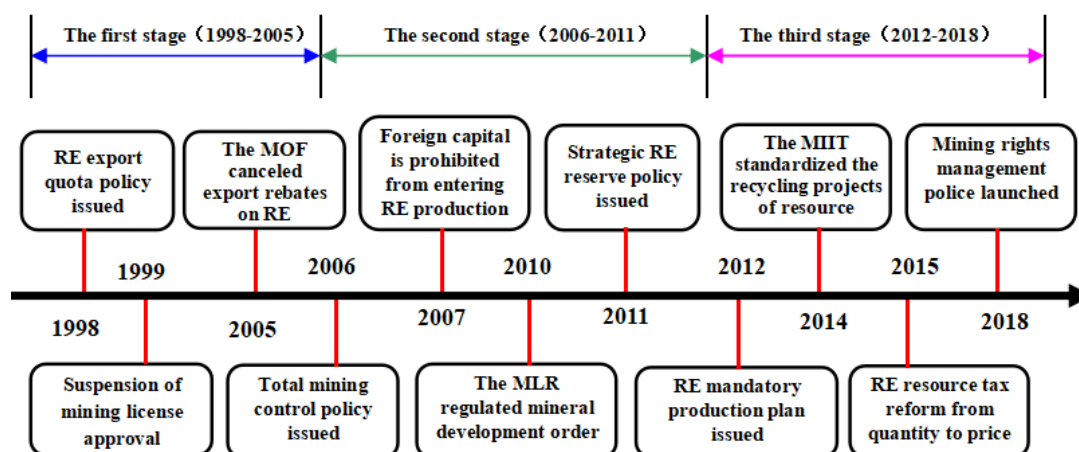 The first stage（1998-2005）
The second stage（2006-2011）
The third stage（2012-2018）
RE export
quota policy
issued
The MOF
canceled
export rebates
on RE
Foreign capital
is prohibited
from entering
RE production
Strategic RE
reserve policy
issued
The MIIT
standardized the
recycling projects
of resource
Mining rights
management
police launched
1999
2006
2010
2012
2015
1998
2005
2007
2011
2014
2018
Suspension of
mining license
approval
Total mining
control policy
issued
The MLR
regulated mineral
development order
RE mandatory
production plan
issued
RE resource tax
reform from
quantity to price